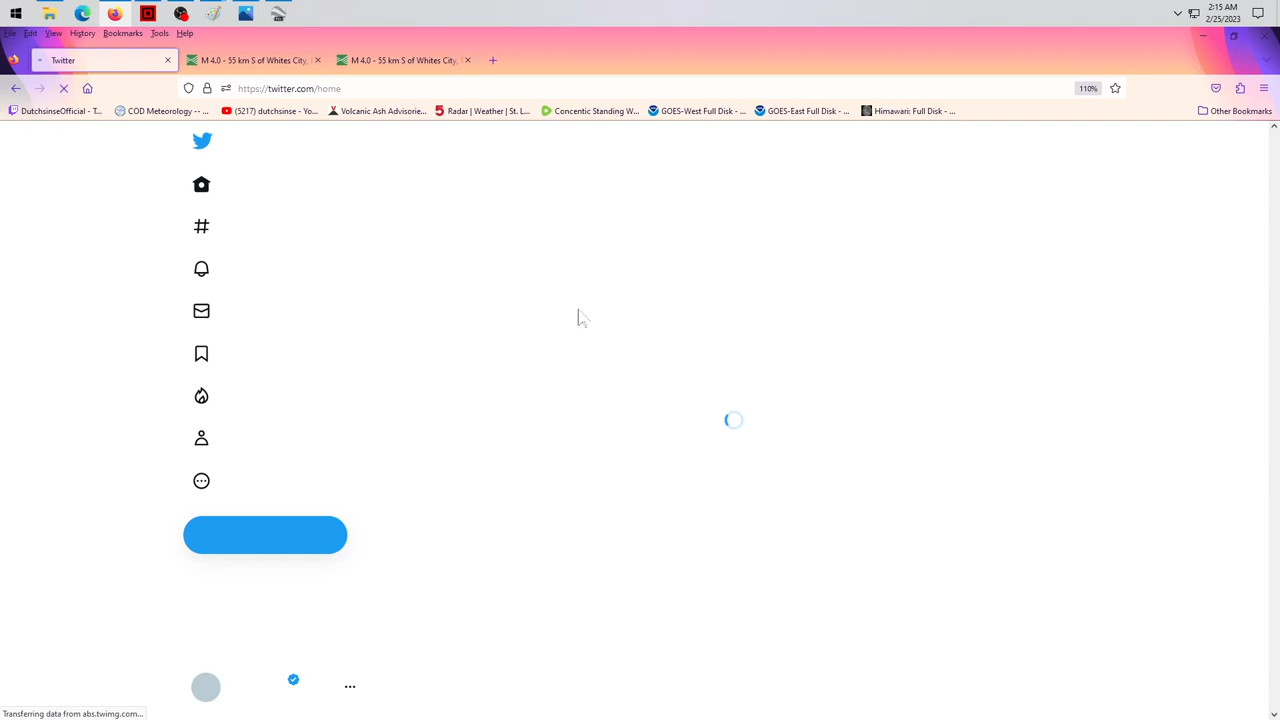 2:15 AM
2/25/2023
File Edit View History Bookmarks Tools Help
Twitter
M 4.0 - 55 km S of Whites City,
M 4.0 - 55 km S of Whites City,
https://twitter.com/home
110%
DutchsinseOfficial - T...
COD Meteorology -- ...
(5217) dutchsinse - Yo...
Volcanic Ash Advisorie...
Radar | Weather | St. L...
Concentic Standing W...
GOES-West Full Disk - ...
GOES-East Full Disk - ...
Himawari: Full Disk - ...
Other Bookmarks
Transferring data from abs.twimg.com...